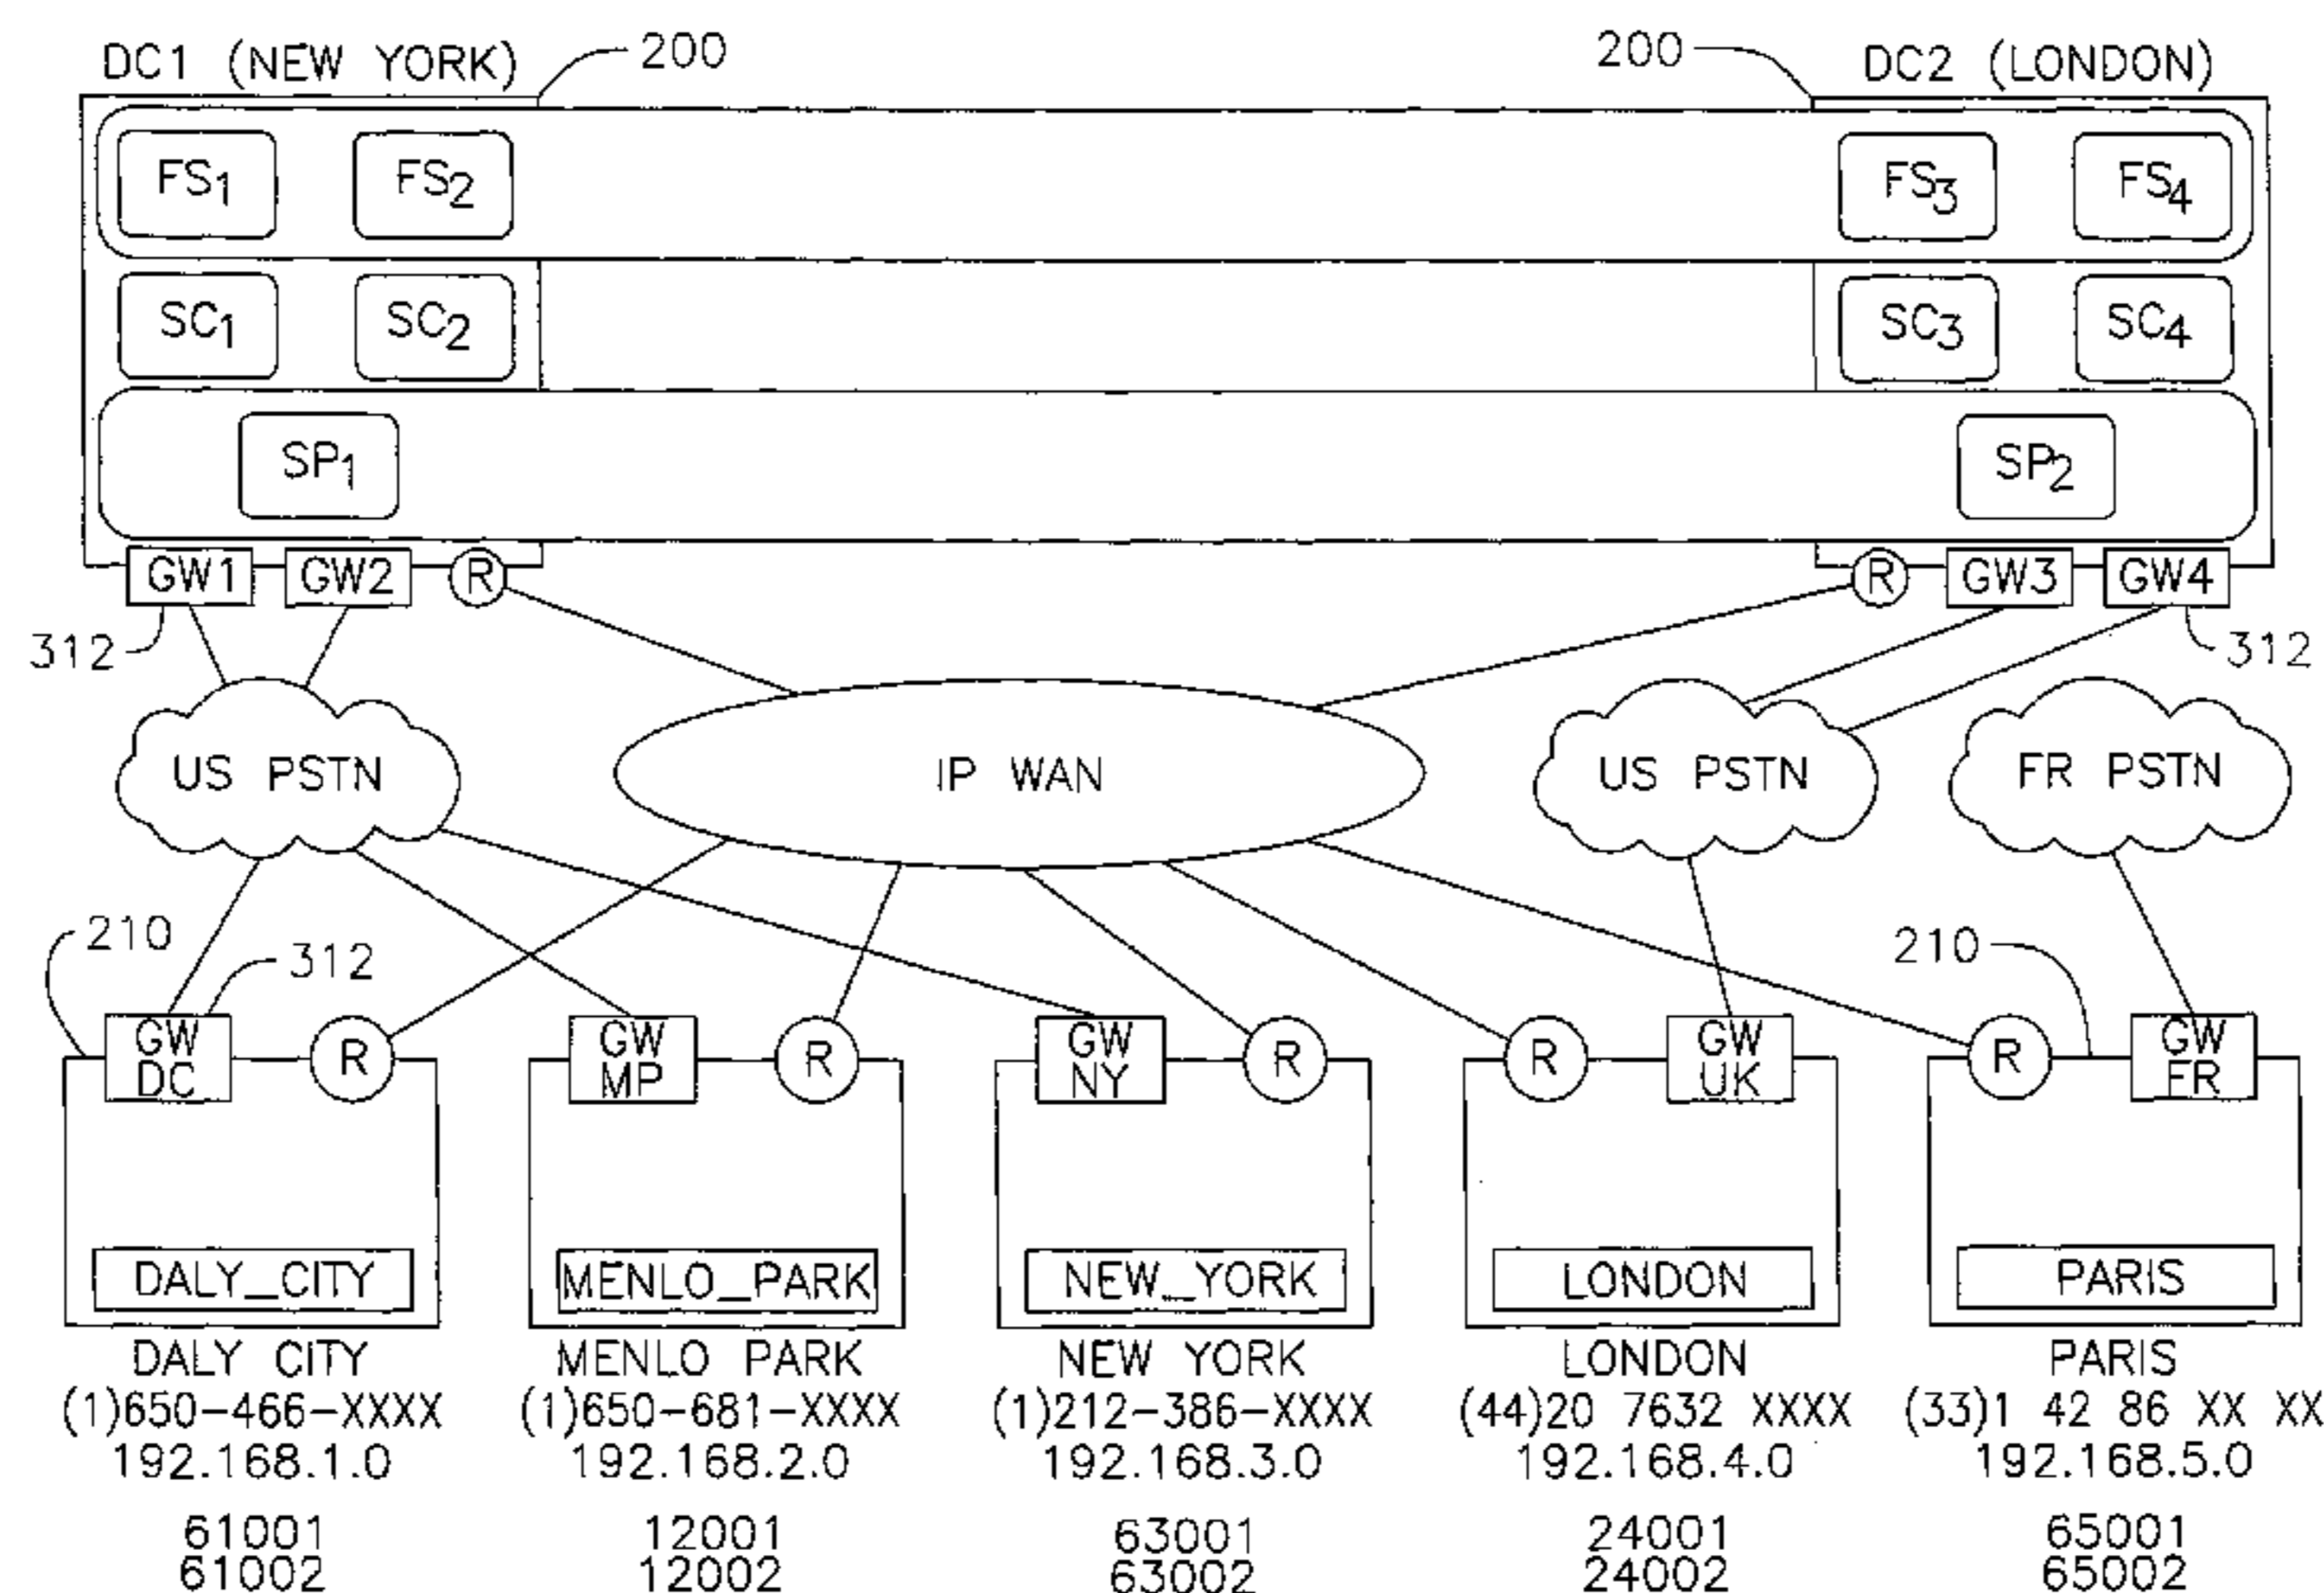 DC1 (NEW YORK) 200 200 DC2 (LONDON)
FS1 FS2 FS3 FS4
SC1 SC2 SC3 SC4
SP1 SP2
GW1 GW2 R R GW3 GW4
312 312
US PSTN IP WAN US PSTN FR PSTN
210 312 210
GW DC R GW MP R GW NY R R GW UK R GW FR
DALY_CITY MENLO_PARK NEW_YORK LONDON PARIS
DALY CITY MENLO PARK NEW YORK LONDON PARIS
(1)650-466-XXXX (1)650-681-XXXX (1)212-386-XXXX (44)20 7632 XXXX (33)1 42 86 XX XX
192.168.1.0 192.168.2.0 192.168.3.0 192.168.4.0 192.168.5.0
61001 12001 63001 24001 65001
61002 12002 63002 24002 65002